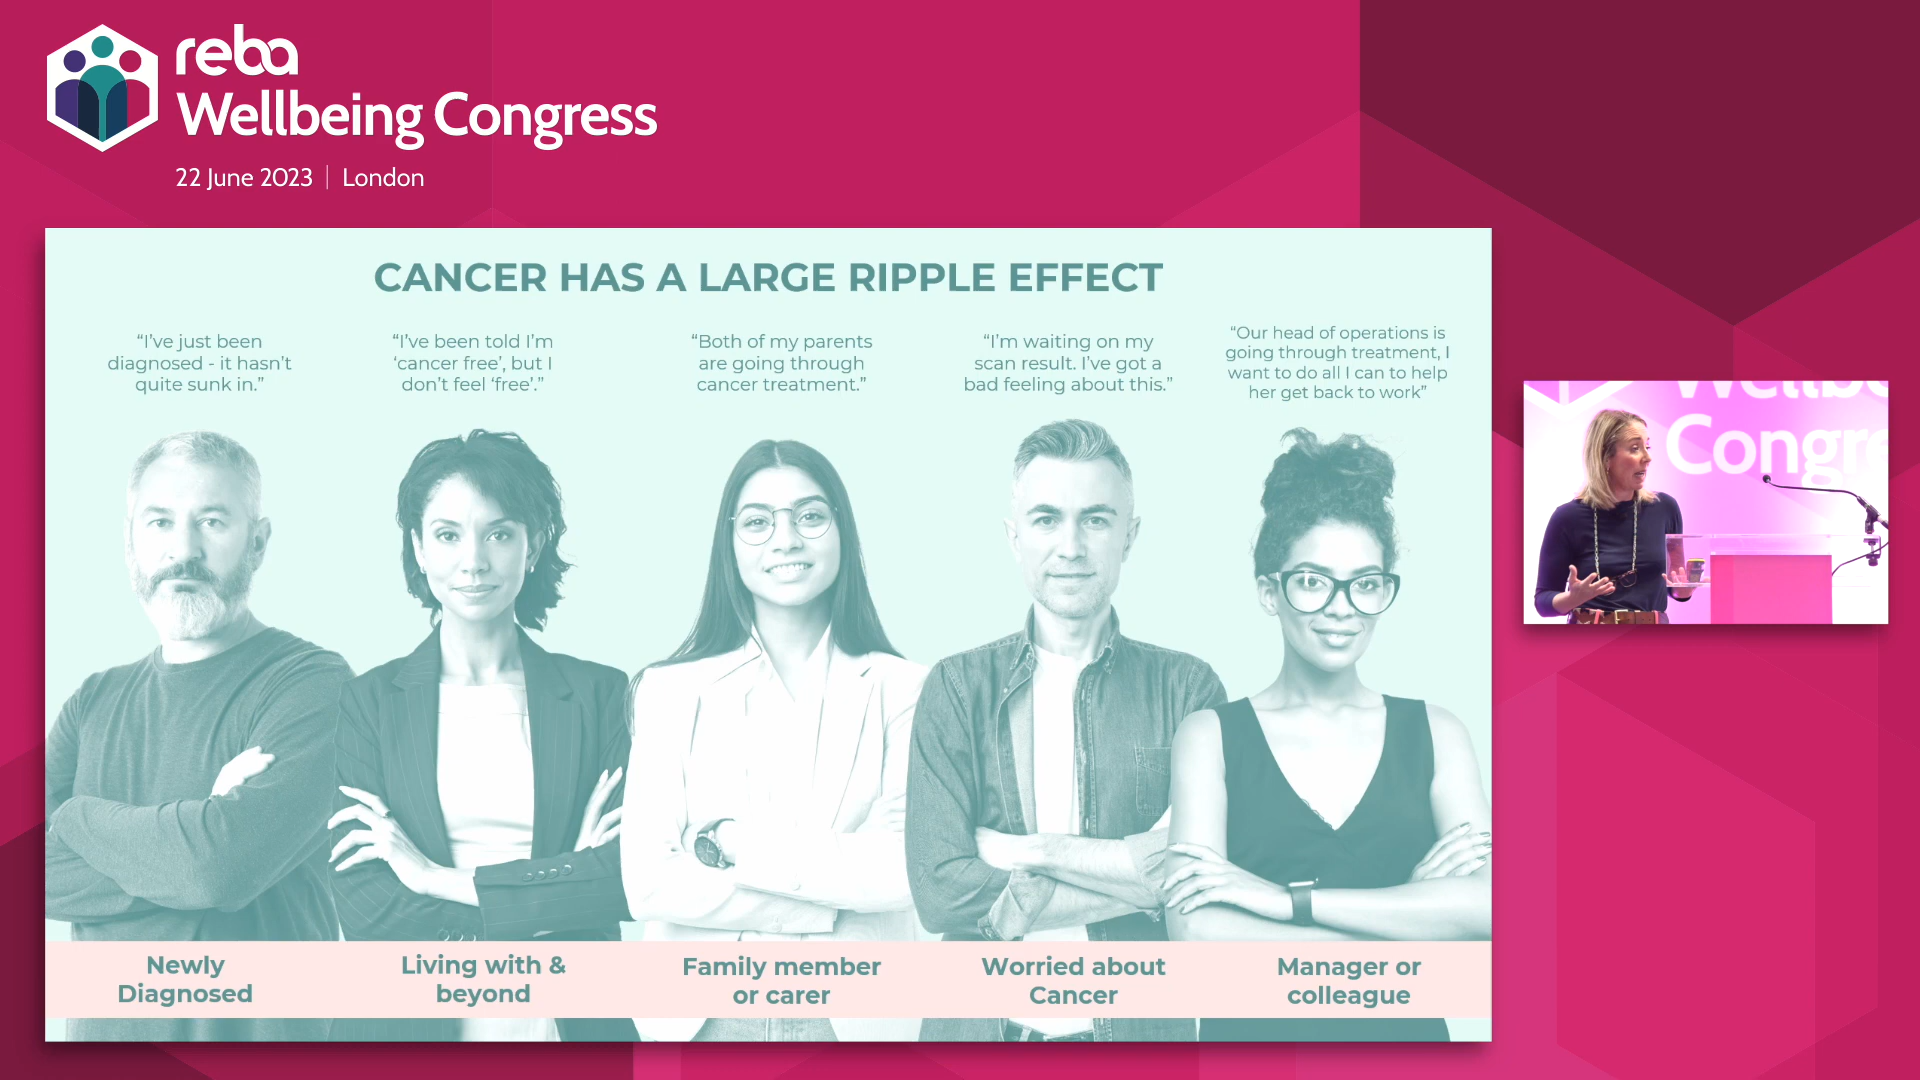 reba
Wellbeing Congress
22 June 2023 | London
CANCER HAS A LARGE RIPPLE EFFECT
“I’ve just been
diagnosed - it hasn’t
quite sunk in.”
“I’ve been told I’m
‘cancer free’, but I
don’t feel ‘free’.”
“Both of my parents
are going through
cancer treatment.”
“I’m waiting on my
scan result. I’ve got a
bad feeling about this.”
“Our head of operations is
going through treatment, I
want to do all I can to help
her get back to work”
Newly
Diagnosed
Living with &
beyond
Family member
or carer
Worried about
Cancer
Manager or
colleague
Wellbe
Congre